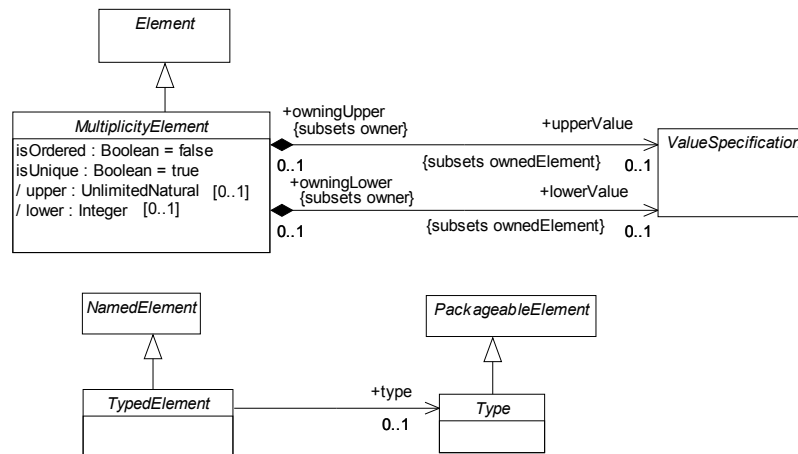 Element
MultiplicityElement
isOrdered : Boolean = false
isUnique : Boolean = true
/ upper : UnlimitedNatural [0..1]
/ lower : Integer [0..1]
+owningUpper
{subsets owner}
0..1
+upperValue
{subsets ownedElement}
0..1
+owningLower
{subsets owner}
0..1
+lowerValue
{subsets ownedElement}
0..1
ValueSpecification
NamedElement
TypedElement
+type
0..1
PackageableElement
Type